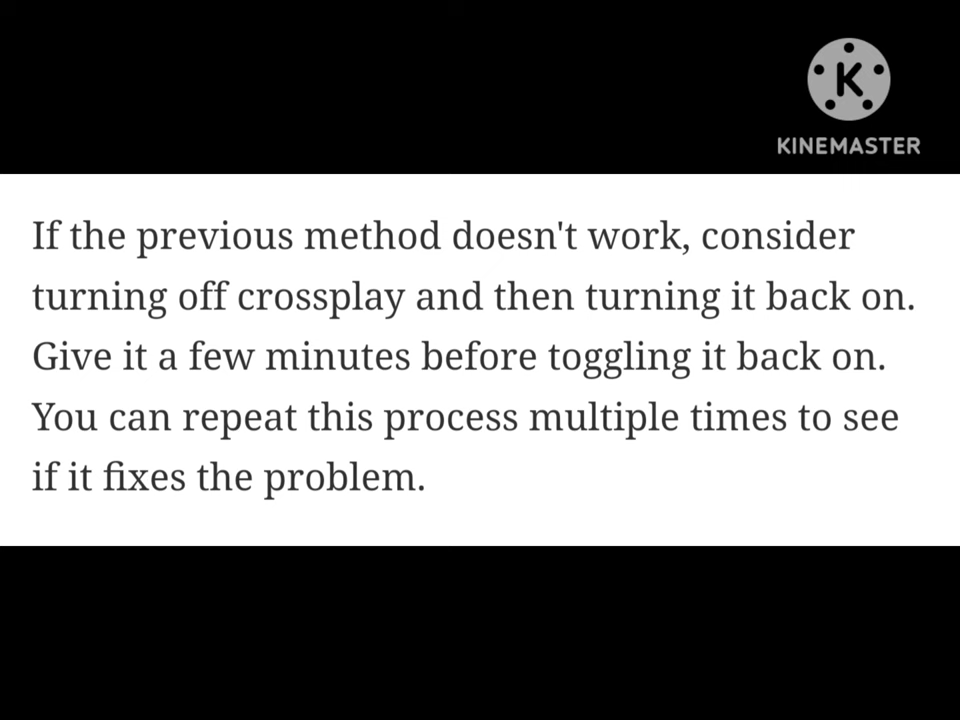 K
KINEMASTER
If the previous method doesn't work, consider
turning off crossplay and then turning it back on.
Give it a few minutes before toggling it back on.
You can repeat this process multiple times to see
if it fixes the problem.